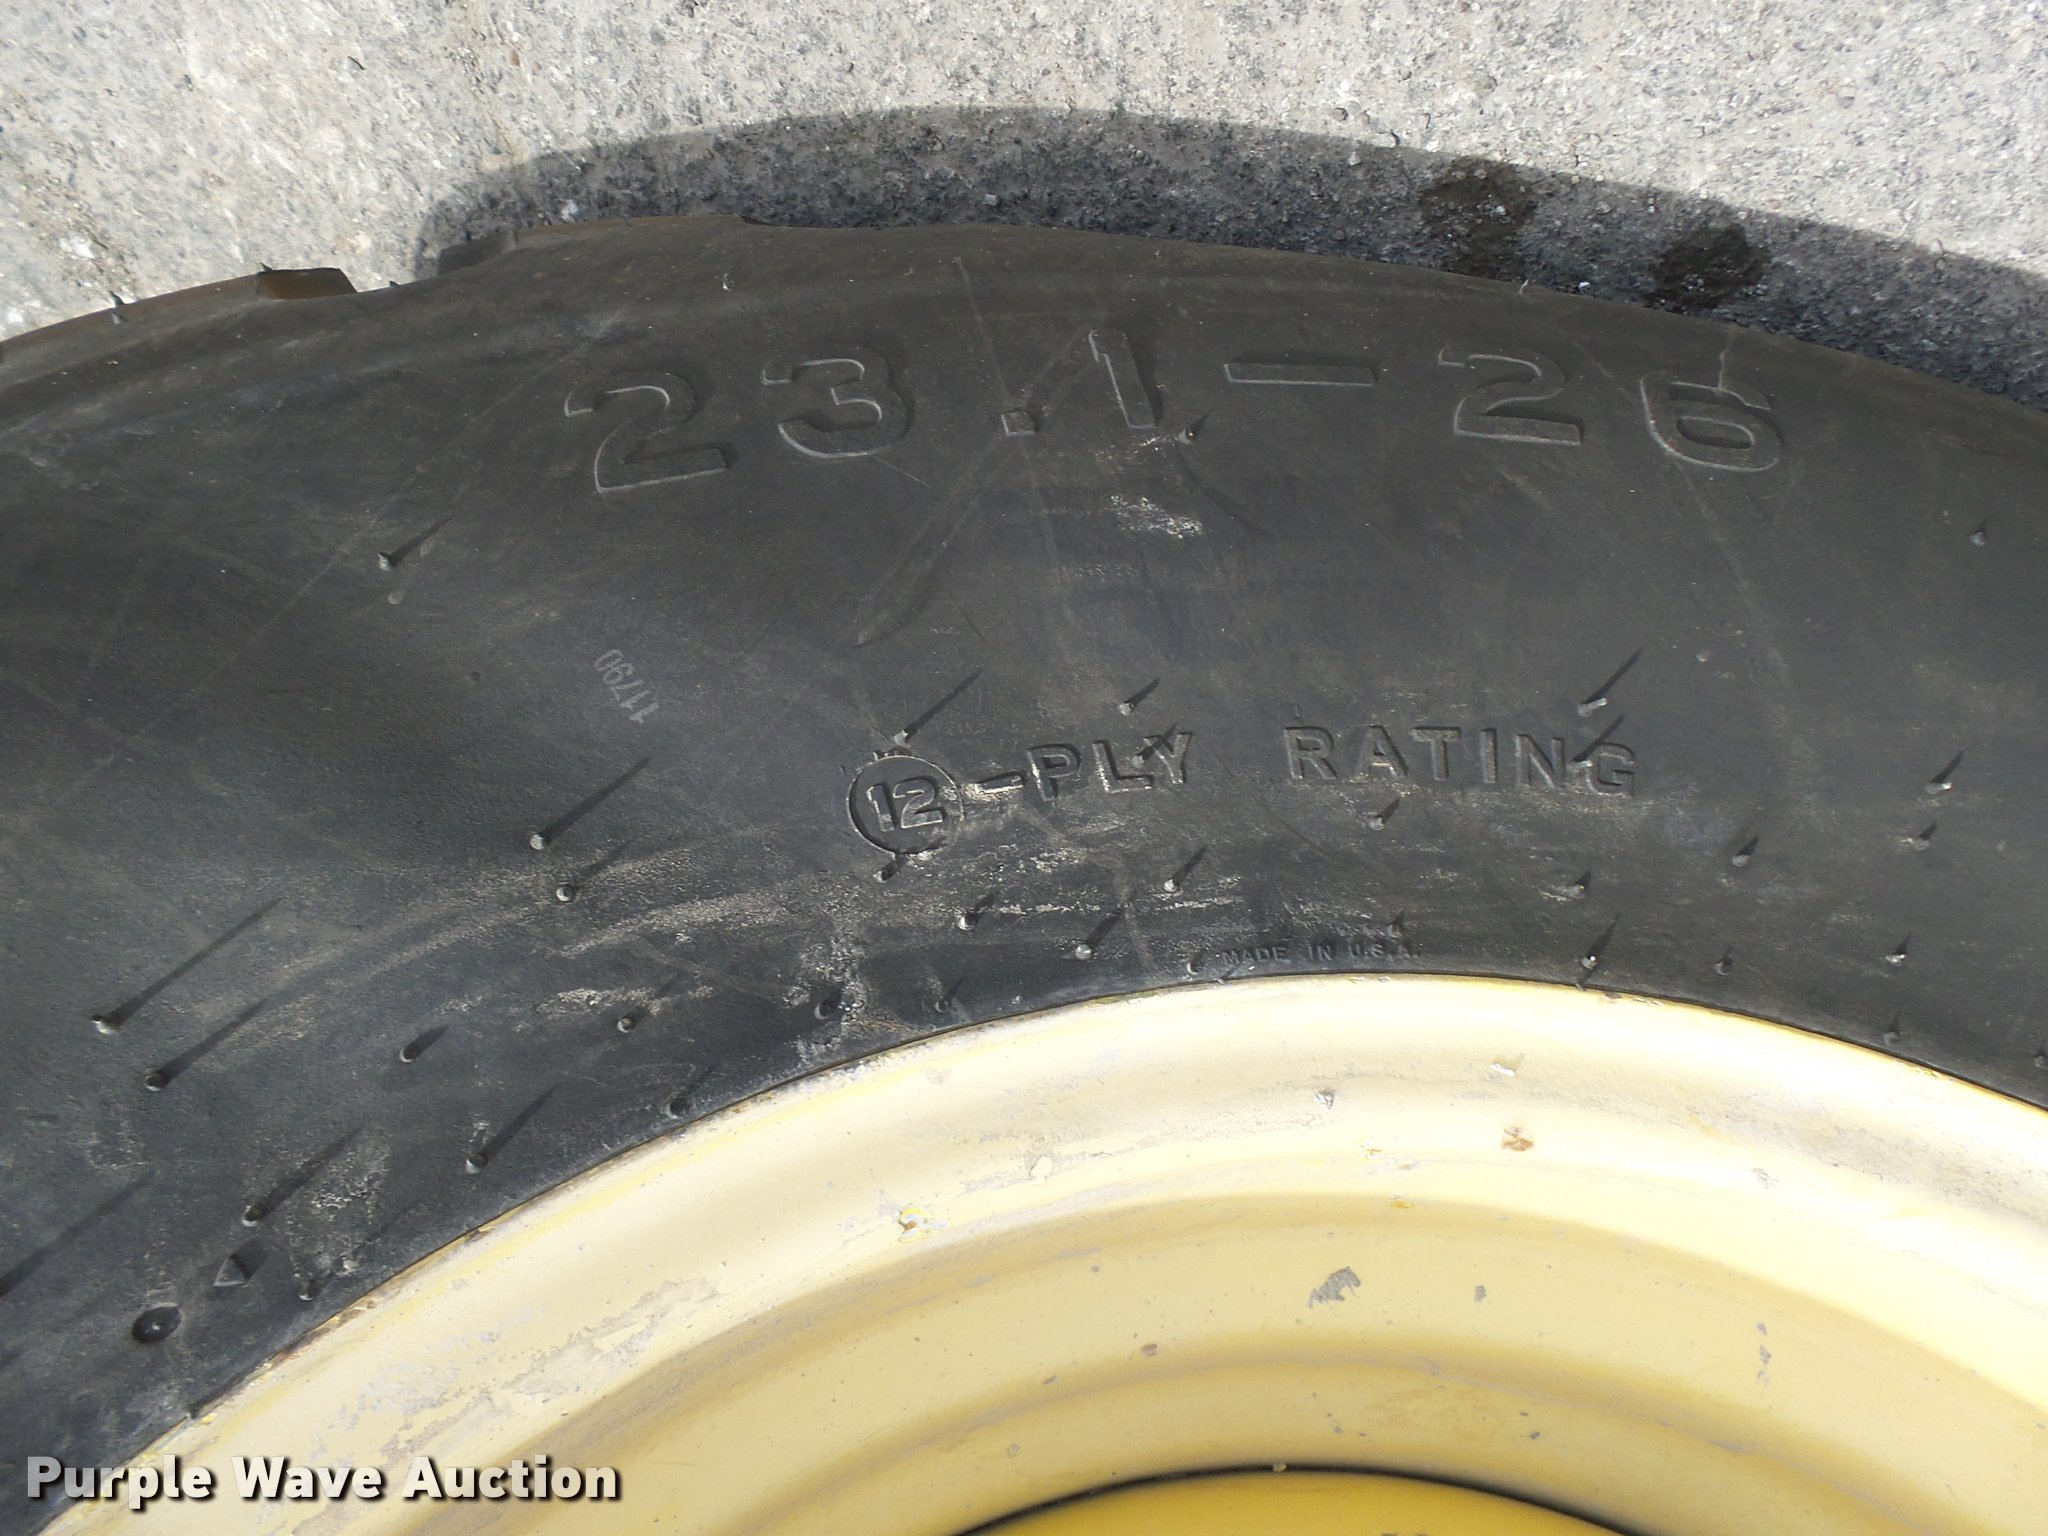 23.1-26
11790
12-PLY RATING
MADE IN U.S.A.
Purple Wave Auction